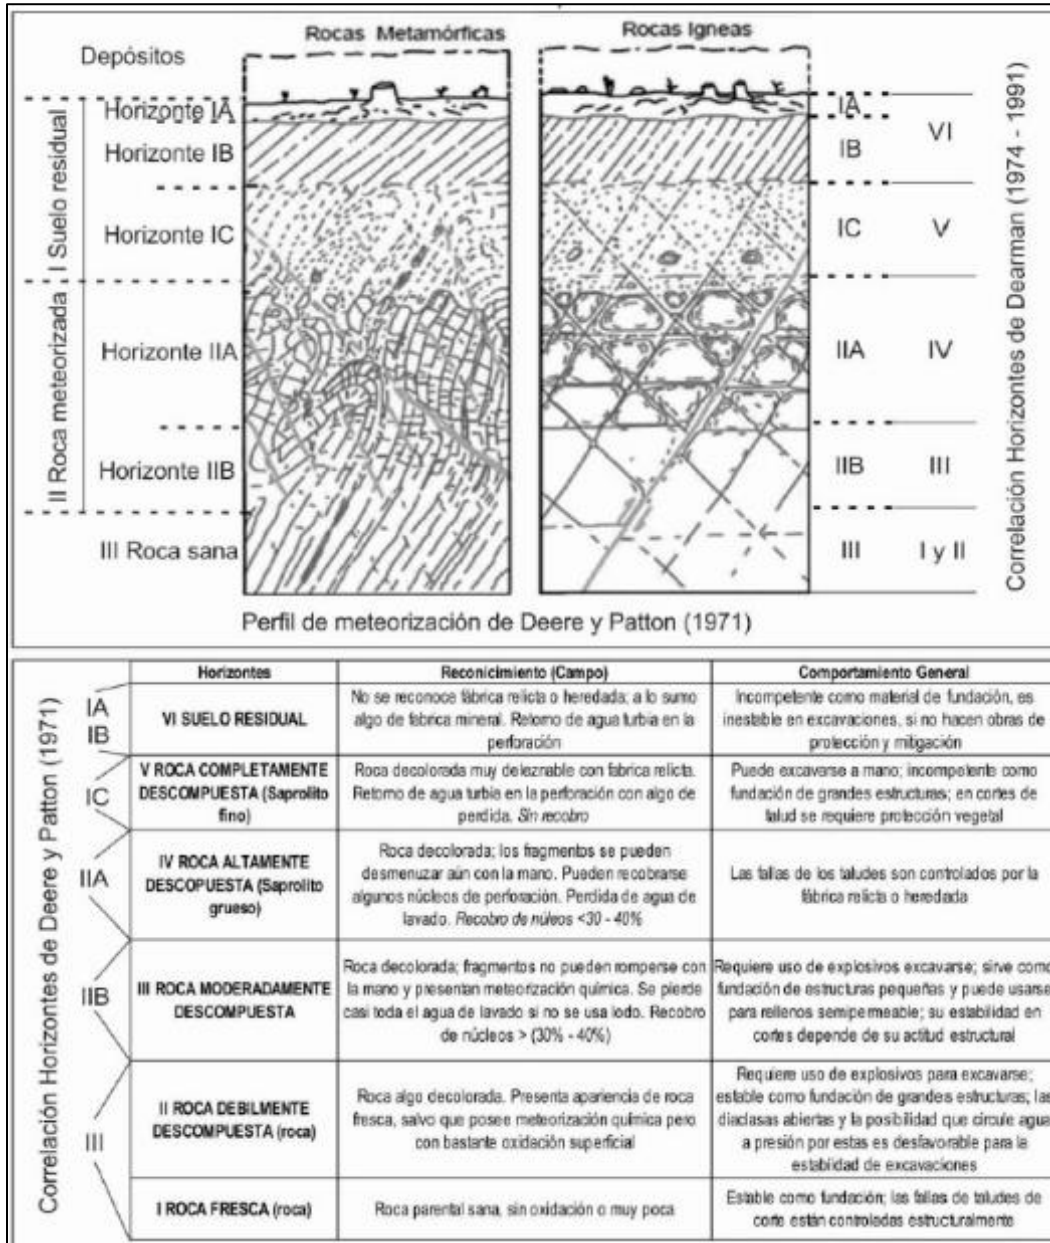 Rocas Metamórficas
Rocas Igneas
Depósitos
I Suelo residual
II Roca meteorizada
Horizonte IA
Horizonte IB
Horizonte IC
Horizonte IIA
Horizonte IIB
III Roca sana
IA
IB
IC
IIA
IIB
III
VI
V
IV
III
I y II
Correlación Horizontes de Dearman (1974 - 1991)
Perfil de meteorización de Deere y Patton (1971)
Correlación Horizontes de Deere y Patton (1971)
Horizontes
Reconicimiento (Campo)
Comportamiento General
IA
IB
VI SUELO RESIDUAL
No se reconoce fábrica relicta o heredada; a lo sumo
algo de fabrica mineral. Retorno de agua turbia en la
perforación
Incompetente como material de fundación, es
inestable en excavaciones, si no hacen obras de
protección y mitigación
IC
V ROCA COMPLETAMENTE
DESCOMPUESTA (Saprolito
fino)
Roca decolorada muy deleznable con fabrica relicta.
Retorno de agua turbia en la perforación con algo de
perdida. Sin recobro
Puede excavarse a mano; incompetente como
fundación de grandes estructuras; en cortes de
talud se requiere protección vegetal
IIA
IV ROCA ALTAMENTE
DESCOPUESTA (Saprolito
grueso)
Roca decolorada; los fragmentos se pueden
desmenuzar aún con la mano. Pueden recobrarse
algunos núcleos de perforación. Perdida de agua de
lavado. Recobro de núleos <30 - 40%
Las fallas de los taludes son controlados por la
fábrica relicta o heredada
IIB
III ROCA MODERADAMENTE
DESCOMPUESTA
Roca decolorada; fragmentos no pueden romperse con
la mano y presentan meteorización química. Se pierde
casi toda el agua de lavado si no se usa lodo. Recobro
de núcleos > (30% - 40%)
Requiere uso de explosivos excavarse; sirve como
fundación de estructuras pequeñas y puede usarse
para rellenos semipermeable; su estabilidad en
cortes depende de su actitud estructural
III
II ROCA DEBILMENTE
DESCOMPUESTA (roca)
Roca algo decolorada. Presenta apariencia de roca
fresca, salvo que posee meteorización química pero
con bastante oxidación superficial
Requiere uso de explosivos para excavarse;
estable como fundación de grandes estructuras; las
diaclasas abiertas y la posibilidad que circule agua
a presión por estas es desfavorable para la
estabilidad de excavaciones
I ROCA FRESCA (roca)
Roca parental sana, sin oxidación o muy poca
Estable como fundación; las fallas de taludes de
corte están controladas estructuralmente